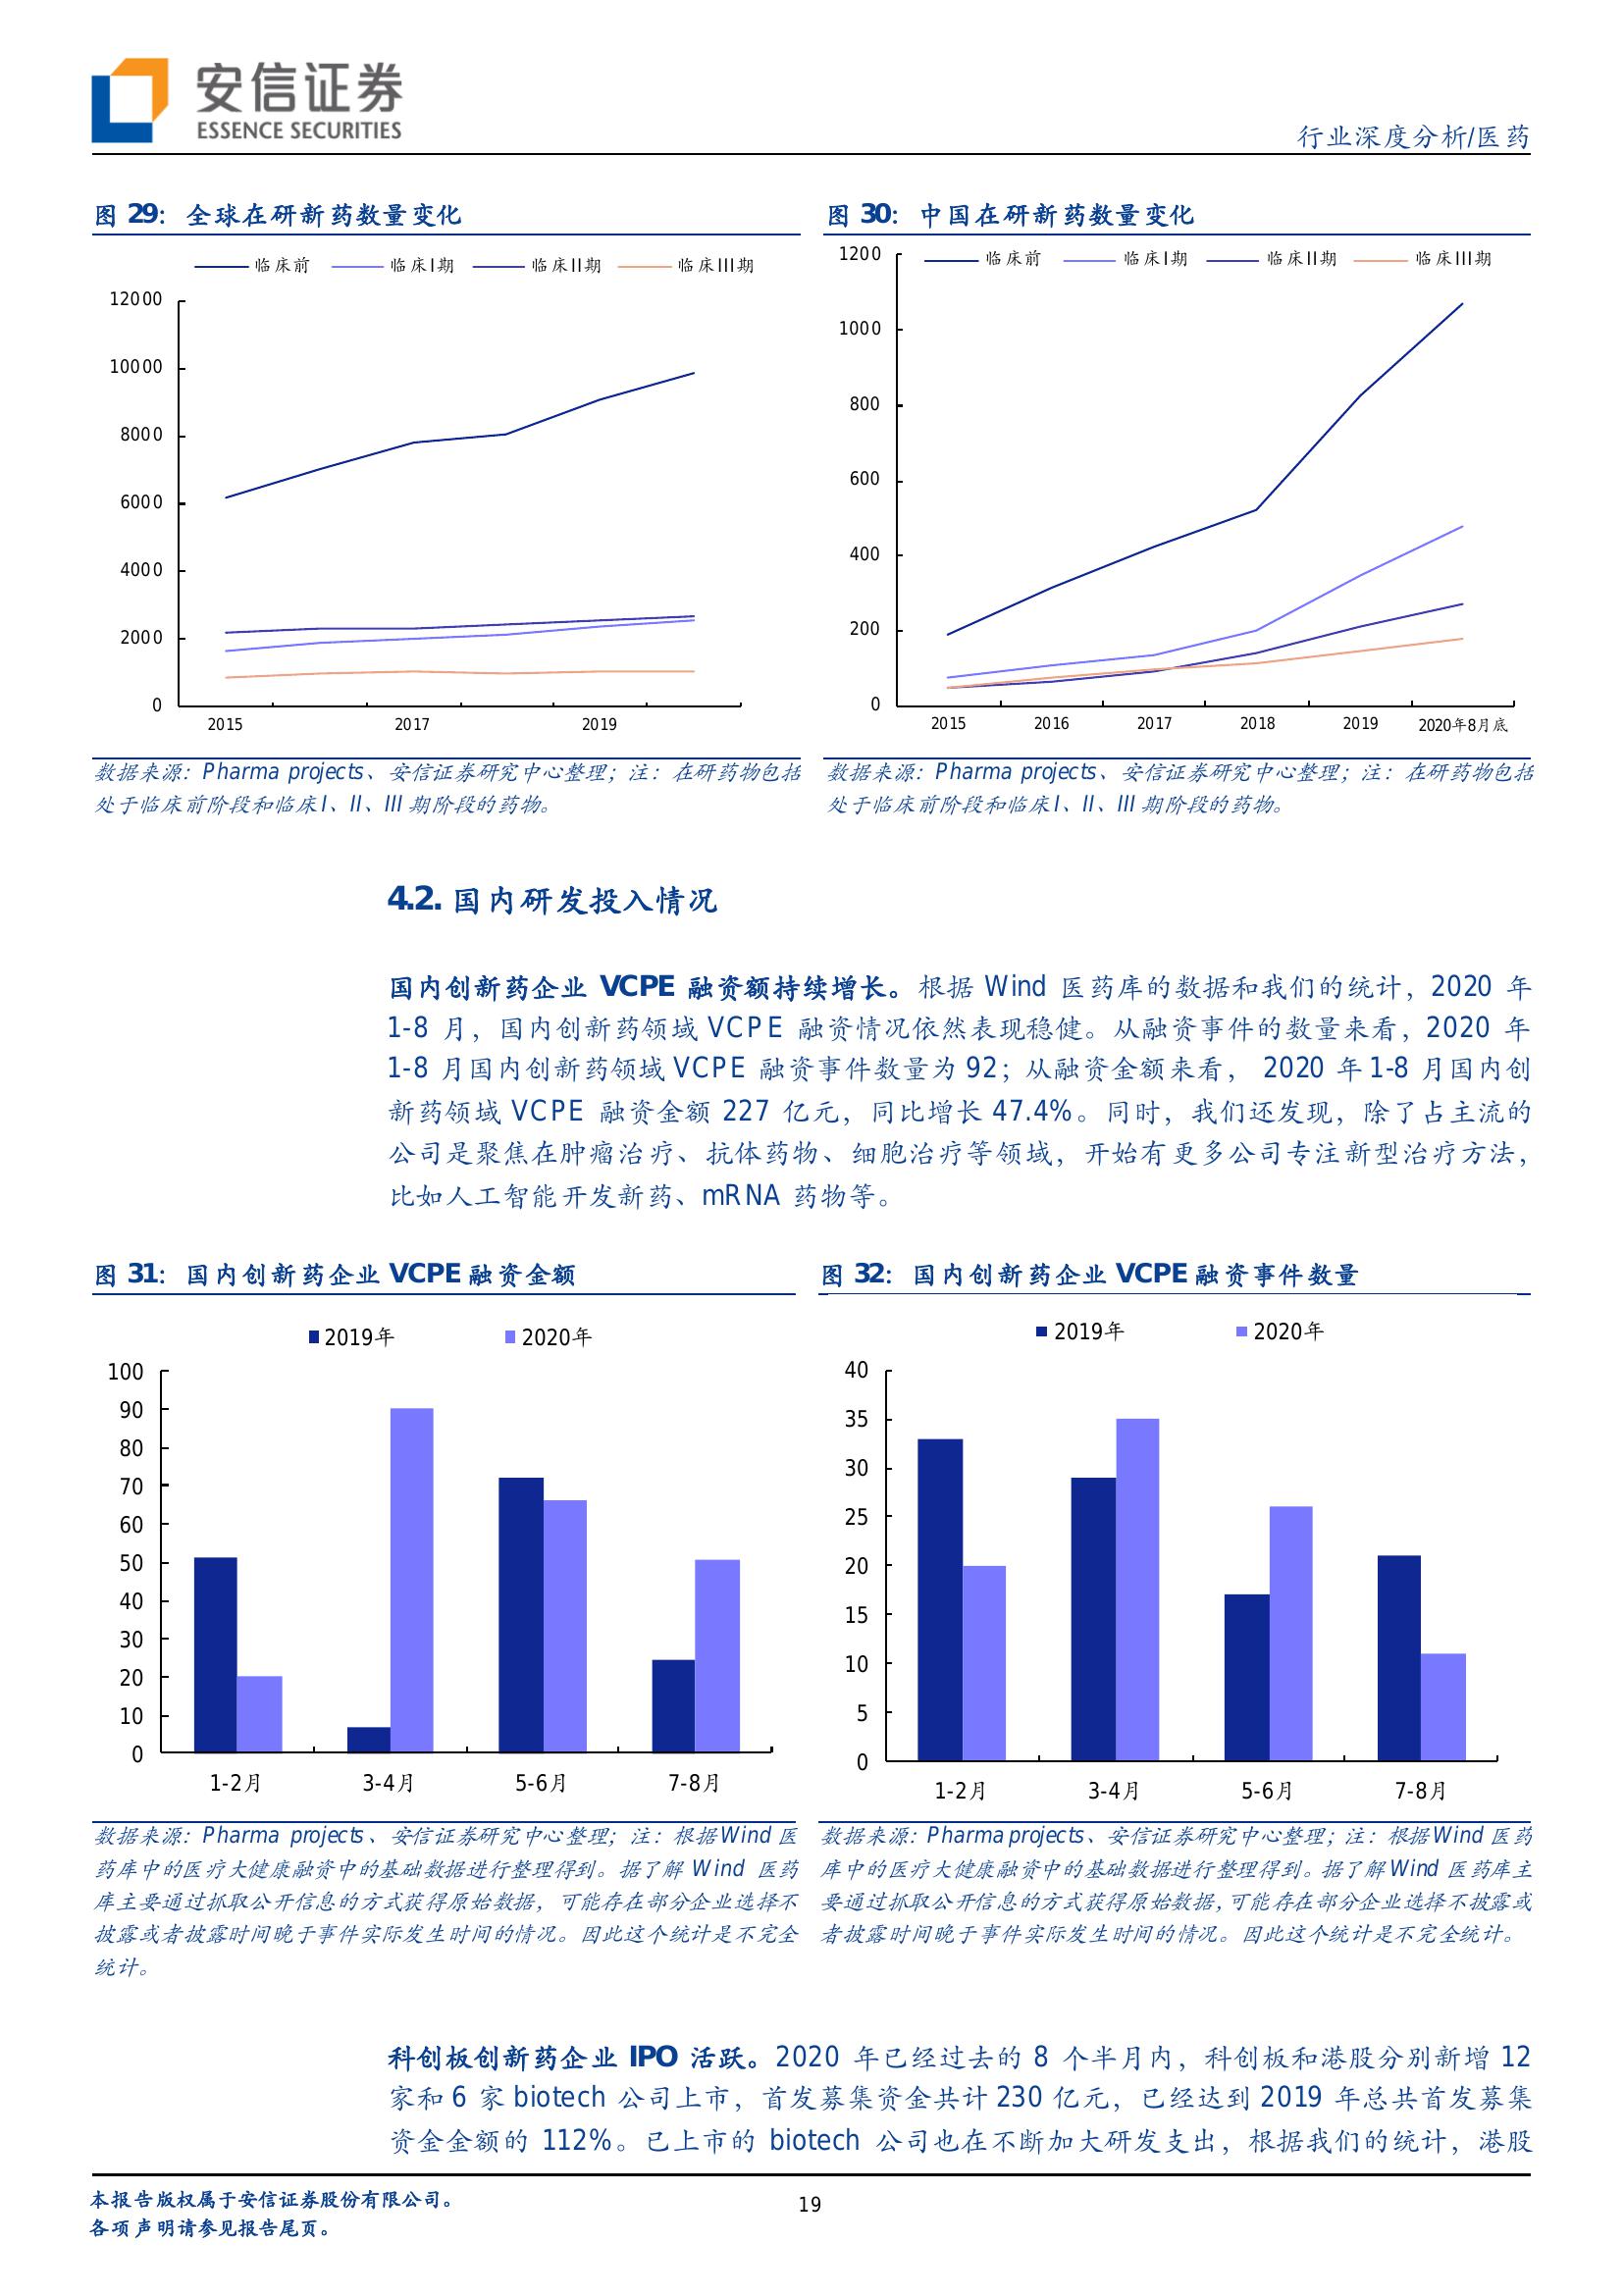 安信证券
ESSENCE SECURITIES
行业深度分析/医药
图 29：全球在研新药数量变化
临床前 临床I期 临床II期 临床III期
12000
10000
8000
6000
4000
2000
0
2015 2017 2019
数据来源：Pharma projects、安信证券研究中心整理；注：在研药物包括
处于临床前阶段和临床 I、II、III 期阶段的药物。
图 30：中国在研新药数量变化
临床前 临床I期 临床II期 临床III期
1200
1000
800
600
400
200
0
2015 2016 2017 2018 2019 2020年8月底
数据来源：Pharma projects、安信证券研究中心整理；注：在研药物包括
处于临床前阶段和临床 I、II、III 期阶段的药物。
4.2. 国内研发投入情况
国内创新药企业 VCPE 融资额持续增长。根据 Wind 医药库的数据和我们的统计，2020 年
1-8 月，国内创新药领域 VCPE 融资情况依然表现稳健。从融资事件的数量来看，2020 年
1-8 月国内创新药领域 VCPE 融资事件数量为 92；从融资金额来看， 2020 年 1-8 月国内创
新药领域 VCPE 融资金额 227 亿元，同比增长 47.4%。同时，我们还发现，除了占主流的
公司是聚焦在肿瘤治疗、抗体药物、细胞治疗等领域，开始有更多公司专注新型治疗方法，
比如人工智能开发新药、mRNA 药物等。
图 31：国内创新药企业 VCPE 融资金额
2019年 2020年
100
90
80
70
60
50
40
30
20
10
0
1-2月 3-4月 5-6月 7-8月
数据来源：Pharma projects、安信证券研究中心整理；注：根据 Wind 医
药库中的医疗大健康融资中的基础数据进行整理得到。据了解 Wind 医药
库主要通过抓取公开信息的方式获得原始数据，可能存在部分企业选择不
披露或者披露时间晚于事件实际发生时间的情况。因此这个统计是不完全
统计。
图 32：国内创新药企业 VCPE 融资事件数量
2019年 2020年
40
35
30
25
20
15
10
5
0
1-2月 3-4月 5-6月 7-8月
数据来源：Pharma projects、安信证券研究中心整理；注：根据 Wind 医药
库中的医疗大健康融资中的基础数据进行整理得到。据了解 Wind 医药库主
要通过抓取公开信息的方式获得原始数据，可能存在部分企业选择不披露或
者披露时间晚于事件实际发生时间的情况。因此这个统计是不完全统计。
科创板创新药企业 IPO 活跃。2020 年已经过去的 8 个半月内，科创板和港股分别新增 12
家和 6 家 biotech 公司上市，首发募集资金共计 230 亿元，已经达到 2019 年总共首发募集
资金金额的 112%。已上市的 biotech 公司也在不断加大研发支出，根据我们的统计，港股
本报告版权属于安信证券股份有限公司。
各项声明请参见报告尾页。
19